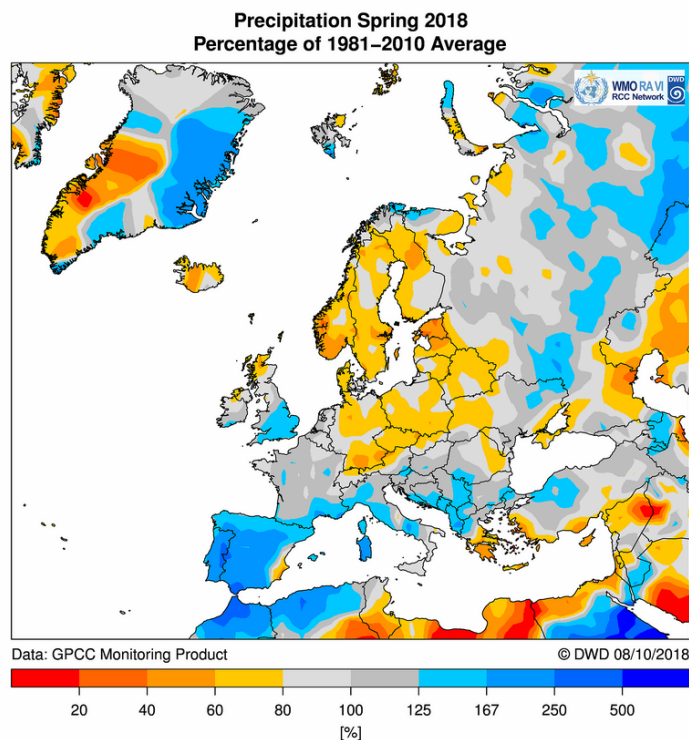 Precipitation Spring 2018
Percentage of 1981−2010 Average
WMO RA VI
RCC Network
DWD
Data: GPCC Monitoring Product
© DWD 08/10/2018
20 40 60 80 100 125 167 250 500
[%]